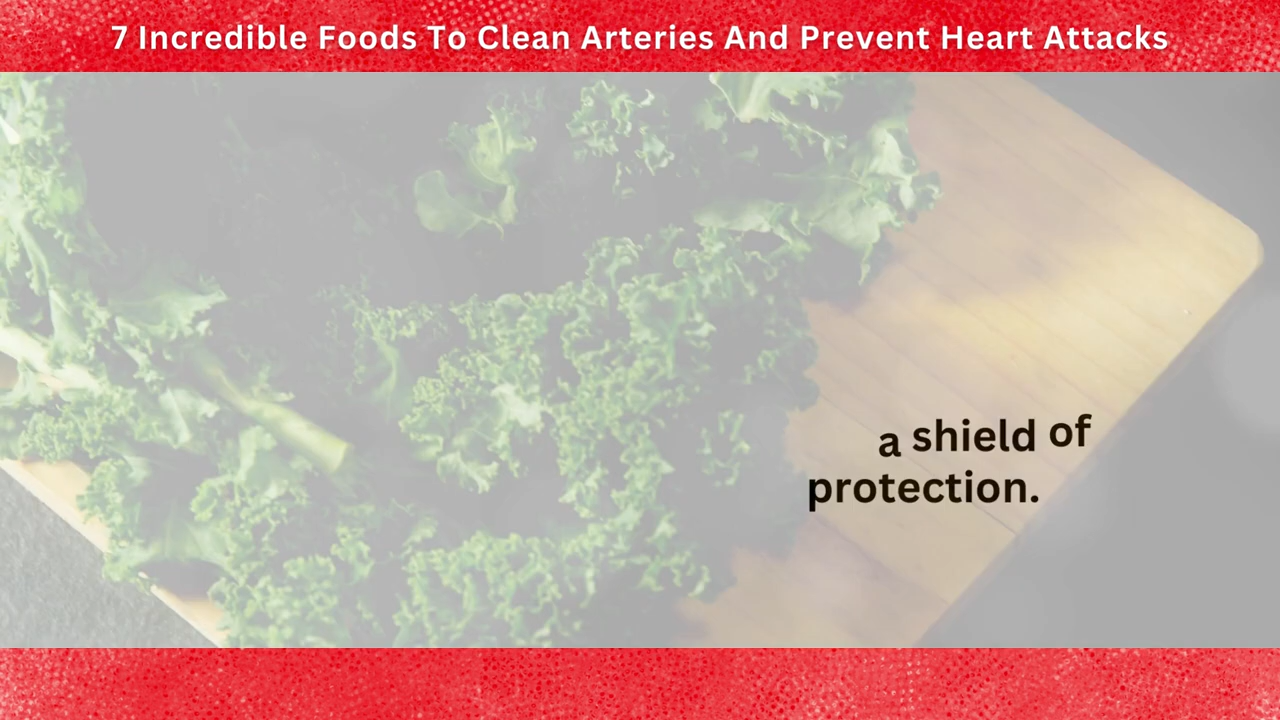 7 Incredible Foods To Clean Arteries And Prevent Heart Attacks
a shield of
protection.